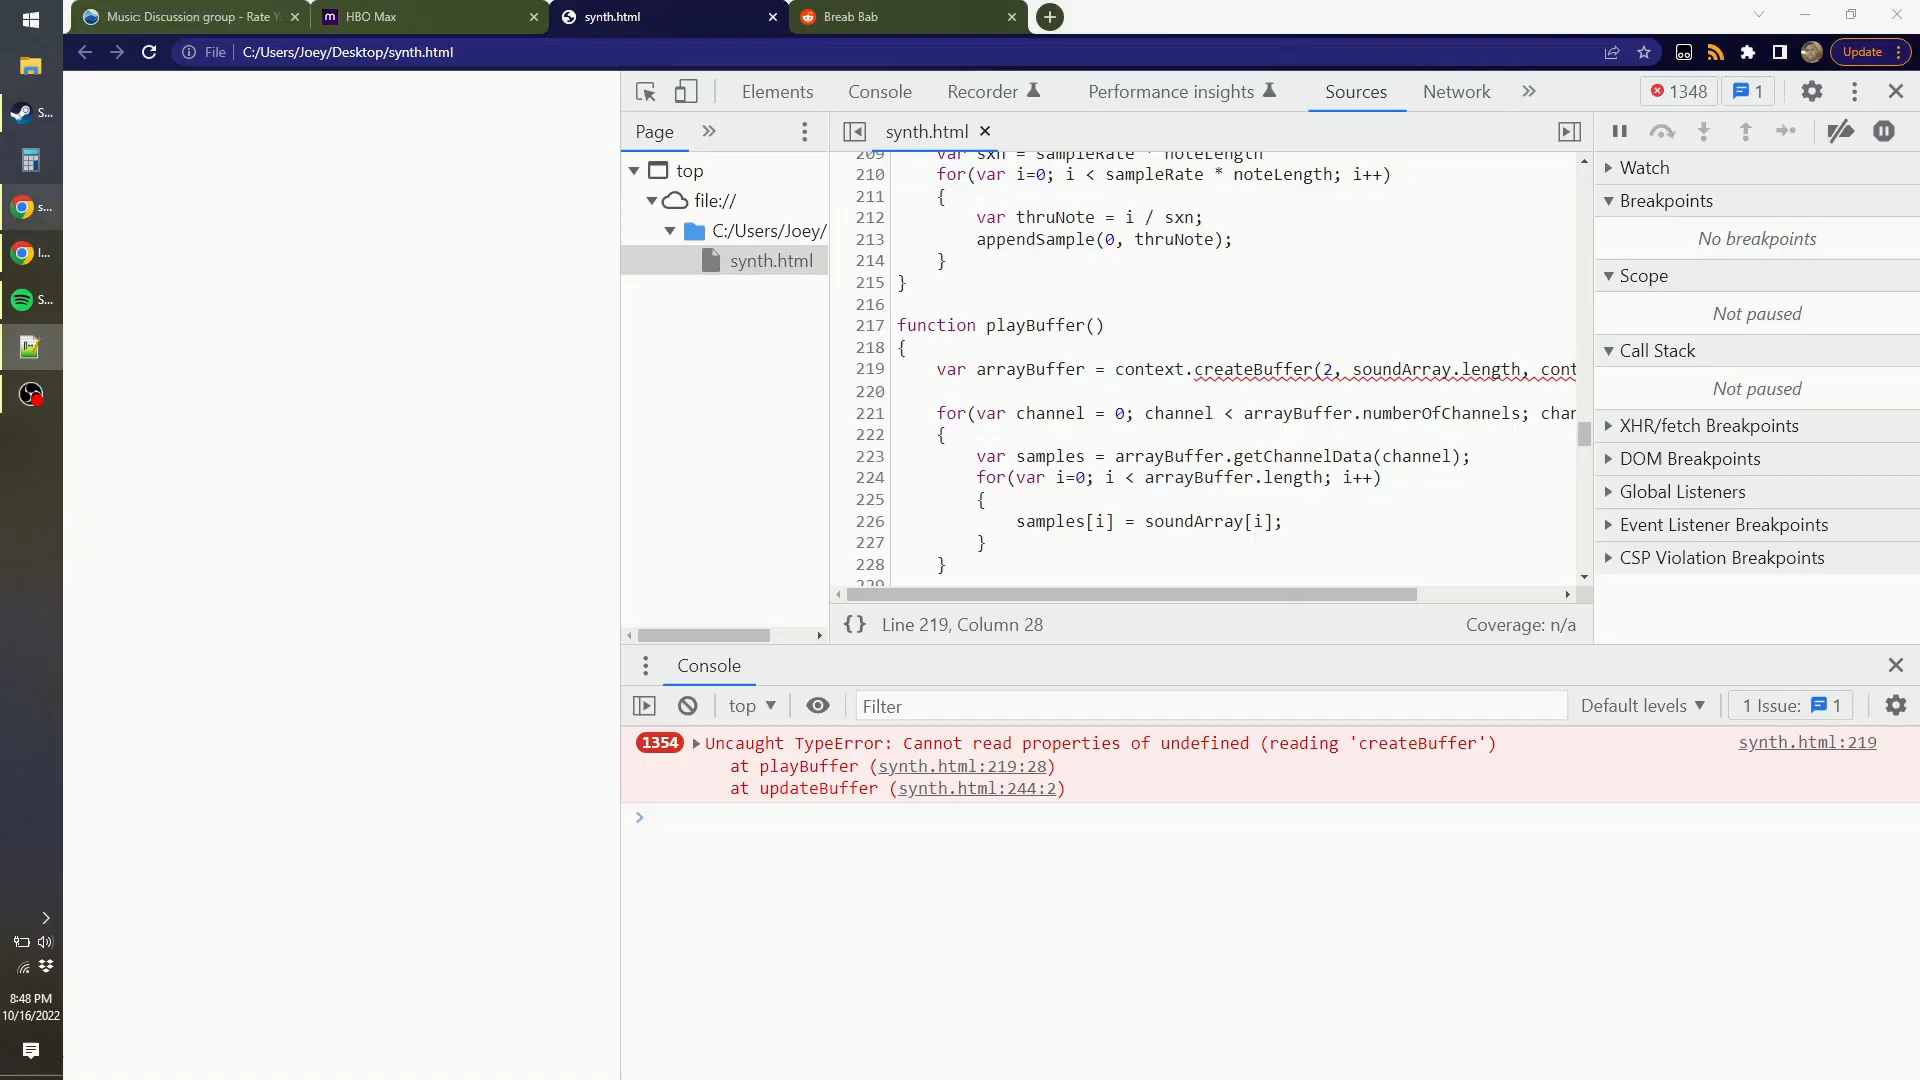 Music: Discussion group - Rate Y
HBO Max
synth.html
Breab Bab
File
C:/Users/Joey/Desktop/synth.html
Update
Elements
Console
Recorder
Performance insights
Sources
Network
1348
1
Page
synth.html
top
file://
C:/Users/Joey/
synth.html
209 var sxn = sampleRate * noteLength
210 for(var i=0; i < sampleRate * noteLength; i++)
211 {
212 var thruNote = i / sxn;
213 appendSample(0, thruNote);
214 }
215 }
216
217 function playBuffer()
218 {
219 var arrayBuffer = context.createBuffer(2, soundArray.length, cont
220
221 for(var channel = 0; channel < arrayBuffer.numberOfChannels; chan
222 {
223 var samples = arrayBuffer.getChannelData(channel);
224 for(var i=0; i < arrayBuffer.length; i++)
225 {
226 samples[i] = soundArray[i];
227 }
228 }
229
{} Line 219, Column 28
Coverage: n/a
Watch
Breakpoints
No breakpoints
Scope
Not paused
Call Stack
Not paused
XHR/fetch Breakpoints
DOM Breakpoints
Global Listeners
Event Listener Breakpoints
CSP Violation Breakpoints
Console
top
Filter
Default levels
1 Issue: 1
1354 Uncaught TypeError: Cannot read properties of undefined (reading 'createBuffer') synth.html:219
at playBuffer (synth.html:219:28)
at updateBuffer (synth.html:244:2)
S...
s...
I...
S...
8:48 PM
10/16/2022